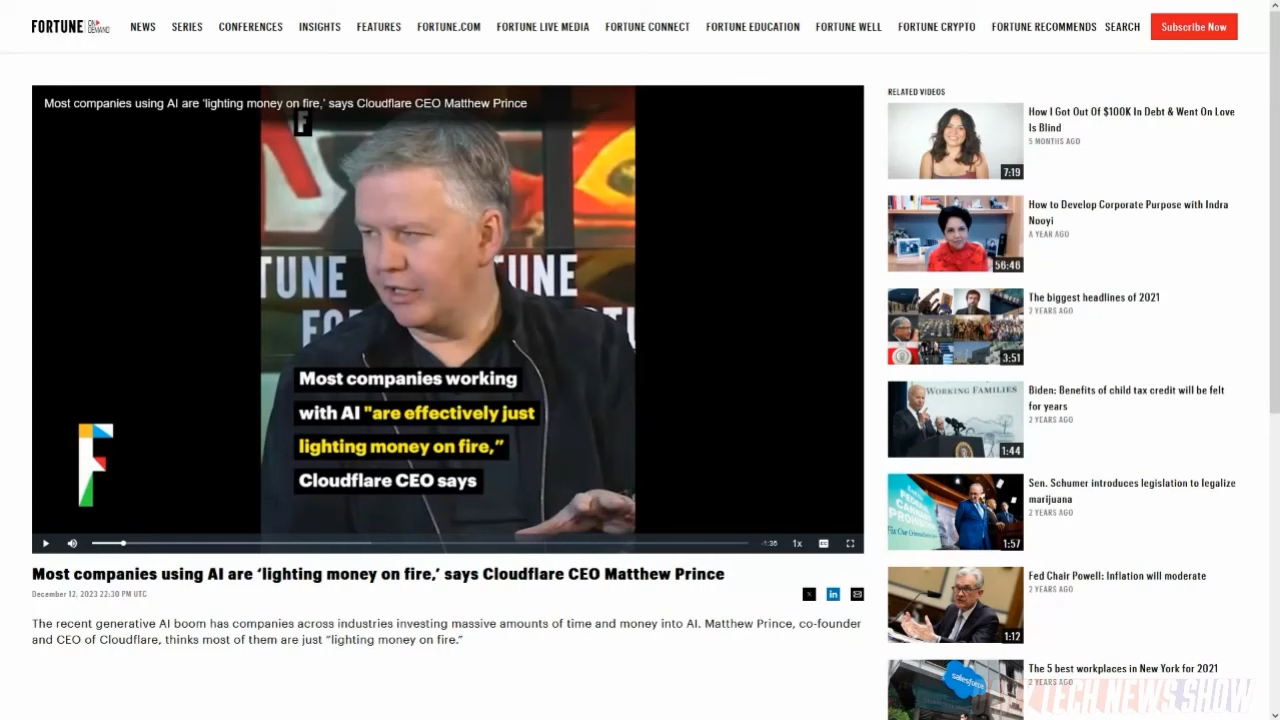 FORTUNE ON DEMAND NEWS SERIES CONFERENCES INSIGHTS FEATURES FORTUNE.COM FORTUNE LIVE MEDIA FORTUNE CONNECT FORTUNE EDUCATION FORTUNE WELL FORTUNE CRYPTO FORTUNE RECOMMENDS SEARCH Subscribe Now
Most companies using AI are ‘lighting money on fire,’ says Cloudflare CEO Matthew Prince
F
TUNE
TUNE
FO
Most companies working
with AI "are effectively just
lighting money on fire,”
Cloudflare CEO says
F
-1:35 1x CC
Most companies using AI are ‘lighting money on fire,’ says Cloudflare CEO Matthew Prince
December 12, 2023 22:30 PM UTC
X in
The recent generative AI boom has companies across industries investing massive amounts of time and money into AI. Matthew Prince, co-founder
and CEO of Cloudflare, thinks most of them are just “lighting money on fire.”
RELATED VIDEOS
How I Got Out Of $100K In Debt & Went On Love
Is Blind
5 MONTHS AGO
7:19
How to Develop Corporate Purpose with Indra
Nooyi
A YEAR AGO
56:46
The biggest headlines of 2021
2 YEARS AGO
3:51
WORKING FAMILIES
Biden: Benefits of child tax credit will be felt
for years
2 YEARS AGO
1:44
Sen. Schumer introduces legislation to legalize
marijuana
2 YEARS AGO
1:57
Fed Chair Powell: Inflation will moderate
2 YEARS AGO
1:12
The 5 best workplaces in New York for 2021
2 YEARS AGO
salesforce
TECH NEWS SHOW